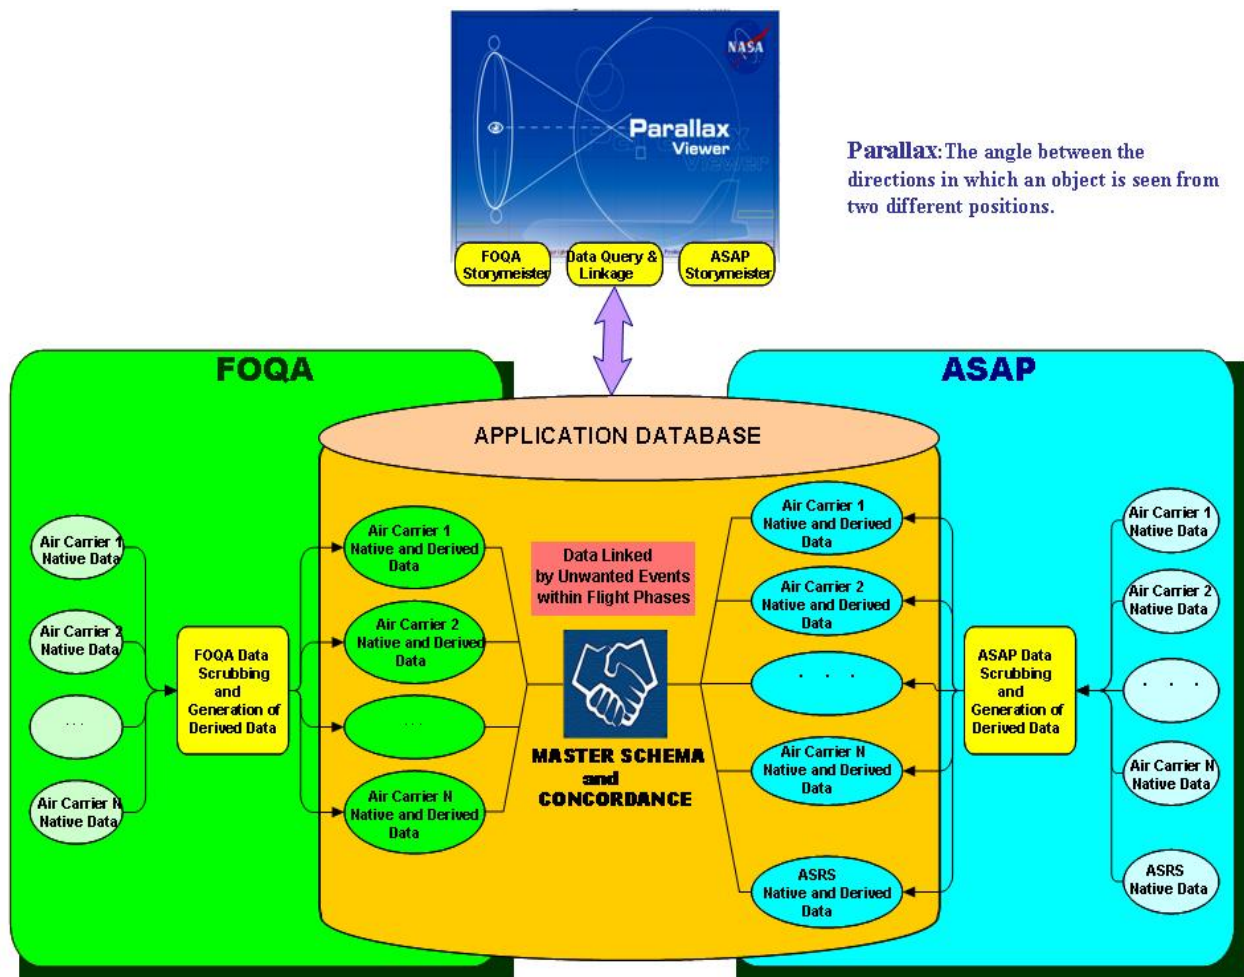 NASA
Parallax
Viewer
Viewer
FOQA
Storymeister
Data Query &
Linkage
ASAP
Storymeister
Parallax: The angle between the
directions in which an object is seen from
two different positions.
FOQA
ASAP
APPLICATION DATABASE
Air Carrier 1
Native Data
Air Carrier 2
Native Data
...
Air Carrier N
Native Data
FOQA Data
Scrubbing
and
Generation of
Derived Data
Air Carrier 1
Native and Derived
Data
Air Carrier 2
Native and Derived
Data
...
Air Carrier N
Native and Derived
Data
Data Linked
by Unwanted Events
within Flight Phases
MASTER SCHEMA
and
CONCORDANCE
Air Carrier 1
Native and Derived
Data
Air Carrier 2
Native and Derived
Data
. . .
Air Carrier N
Native and Derived
Data
ASRS
Native and Derived
Data
ASAP Data
Scrubbing
and
Generation of
Derived Data
Air Carrier 1
Native Data
Air Carrier 2
Native Data
. . .
Air Carrier N
Native Data
ASRS
Native Data